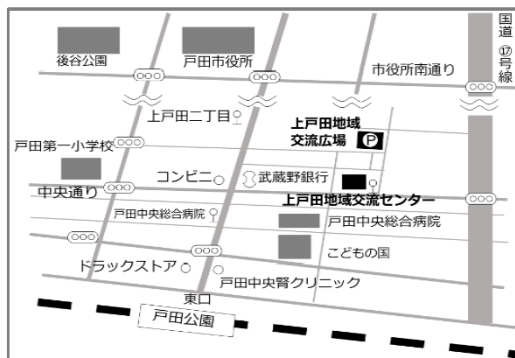 後谷公園
戸田市役所
国道⑰号線
市役所南通り
上戸田二丁目
上戸田地域
交流広場
P
戸田第一小学校
コンビニ
武蔵野銀行
中央通り
上戸田地域交流センター
戸田中央総合病院
戸田中央総合病院
こどもの国
ドラックストア
戸田中央腎クリニック
東口
戸田公園